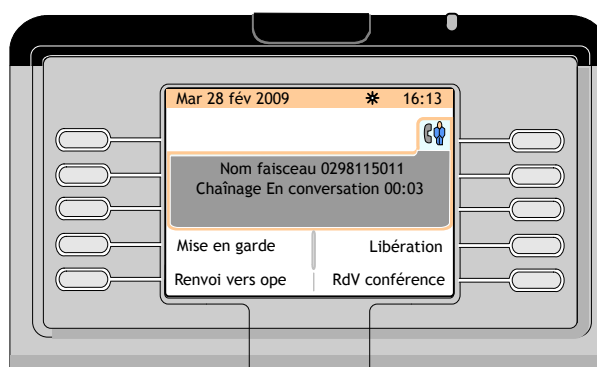 Mar 28 fév 2009 16:13
Nom faisceau 0298115011
Chaînage En conversation 00:03
Mise en garde Libération
Renvoi vers ope RdV conférence